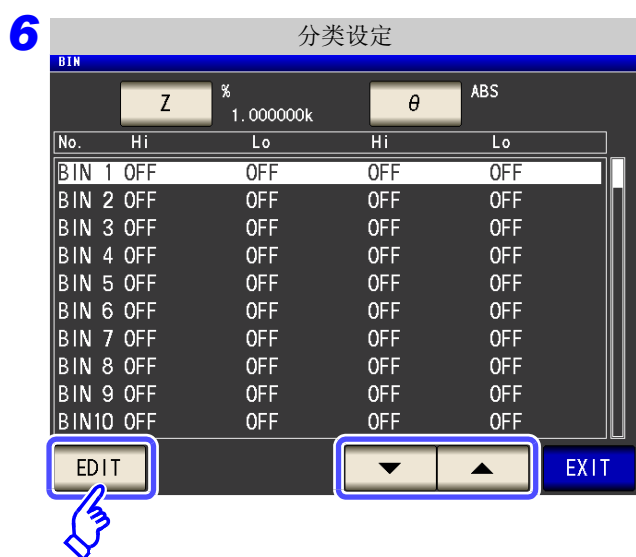 6
分类设定
BIN
Z % 1.000000k θ ABS
No. Hi Lo Hi Lo
BIN 1 OFF OFF OFF OFF
BIN 2 OFF OFF OFF OFF
BIN 3 OFF OFF OFF OFF
BIN 4 OFF OFF OFF OFF
BIN 5 OFF OFF OFF OFF
BIN 6 OFF OFF OFF OFF
BIN 7 OFF OFF OFF OFF
BIN 8 OFF OFF OFF OFF
BIN 9 OFF OFF OFF OFF
BIN10 OFF OFF OFF OFF
EDIT ▼ ▲ EXIT